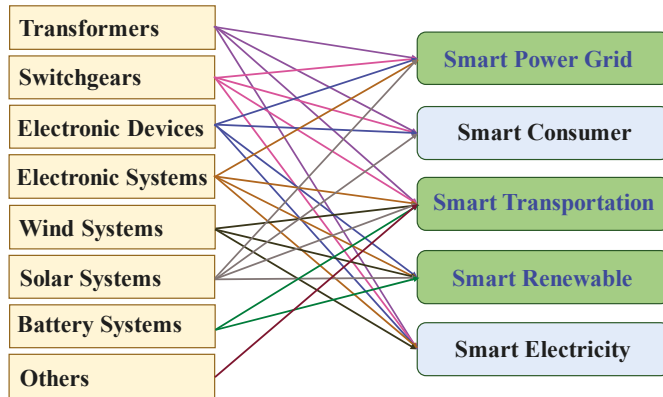 Transformers
Switchgears
Electronic Devices
Electronic Systems
Wind Systems
Solar Systems
Battery Systems
Others
Smart Power Grid
Smart Consumer
Smart Transportation
Smart Renewable
Smart Electricity